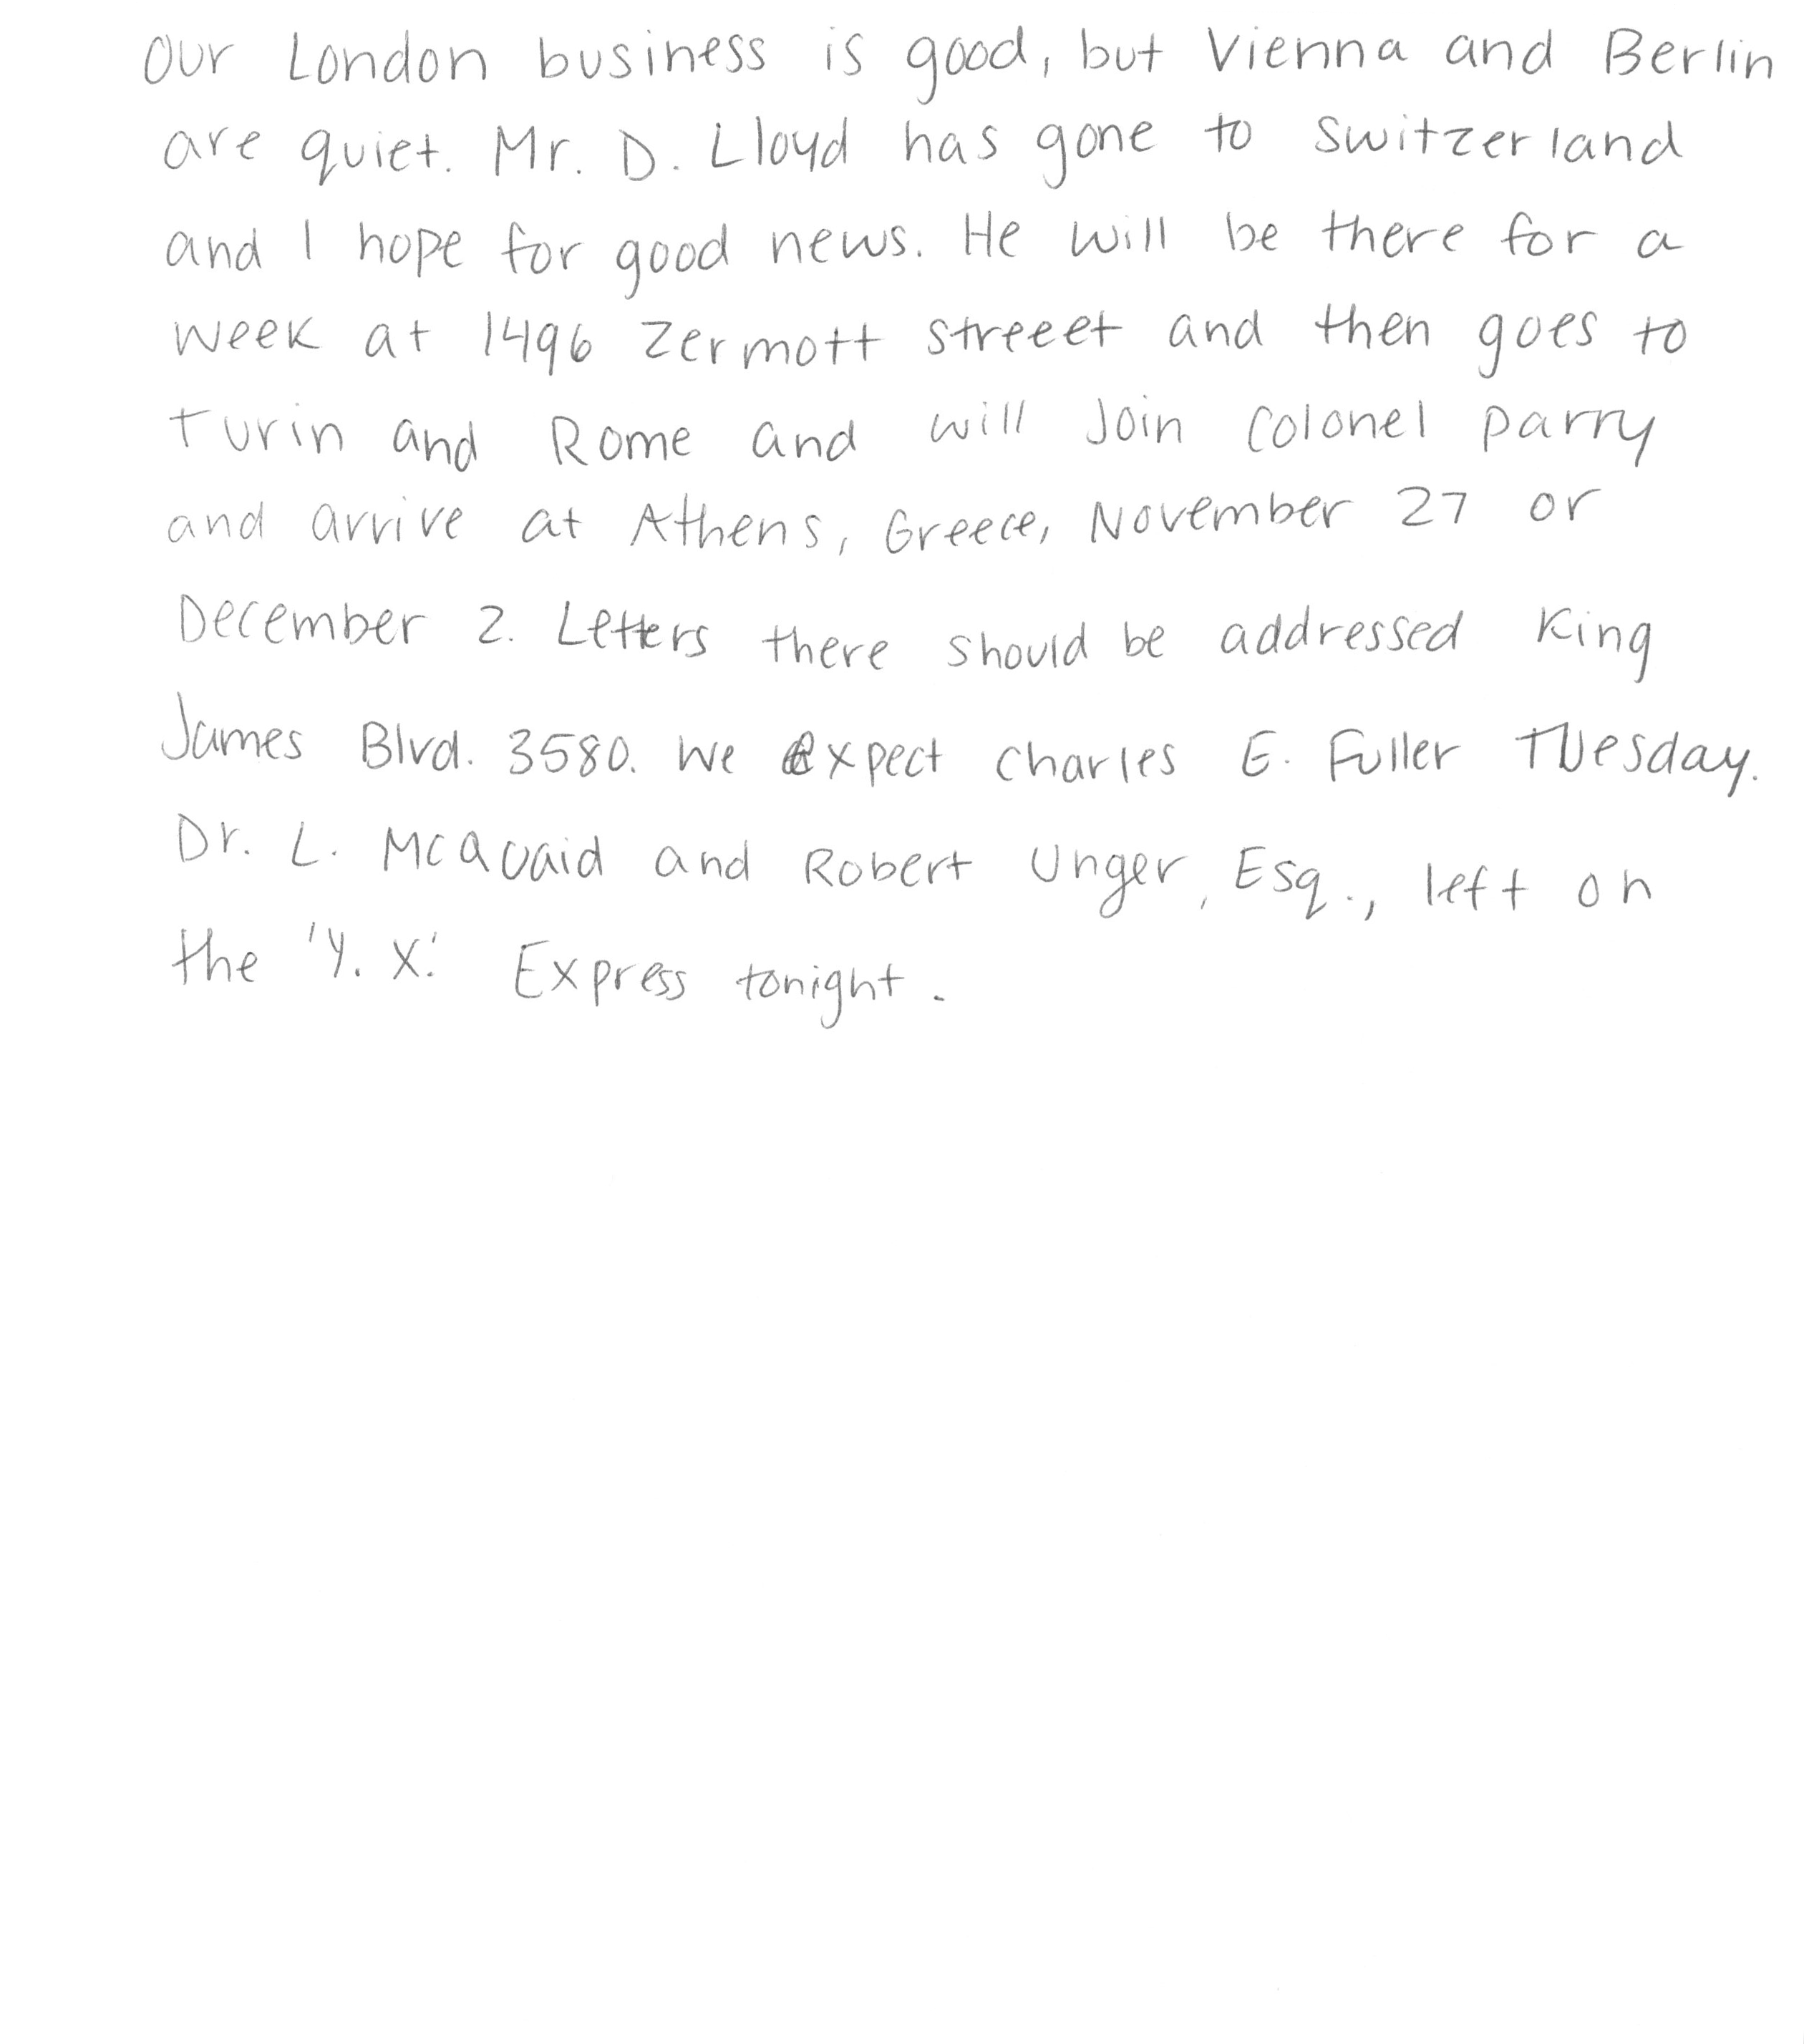 Our London business is good, but Vienna and Berlin
are quiet. Mr. D. Lloyd has gone to Switzerland
and I hope for good news. He will be there for a
week at 1496 Zermott streeet and then goes to
Turin and Rome and will Join Colonel Parry
and arrive at Athens, Greece, November 27 or
December 2. Letters there should be addressed King
James Blvd. 3580. We expect Charles E. Fuller Tuesday.
Dr. L. McQuaid and Robert Unger, Esq., left on
the 'Y. X.' Express tonight.